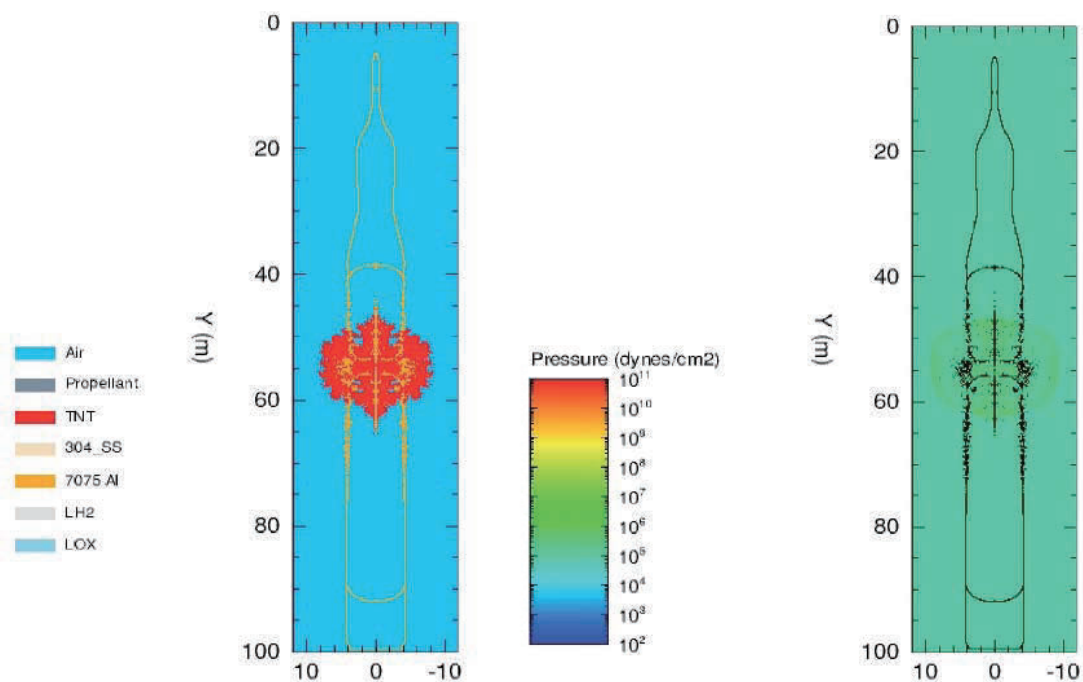 0
20
40
60
80
100
Y (m)
10 0 -10
Air
Propellant
TNT
304_SS
7075 Al
LH2
LOX
Pressure (dynes/cm2)
10¹¹
10¹⁰
10⁹
10⁸
10⁷
10⁶
10⁵
10⁴
10³
10²
0
20
40
60
80
100
Y (m)
10 0 -10